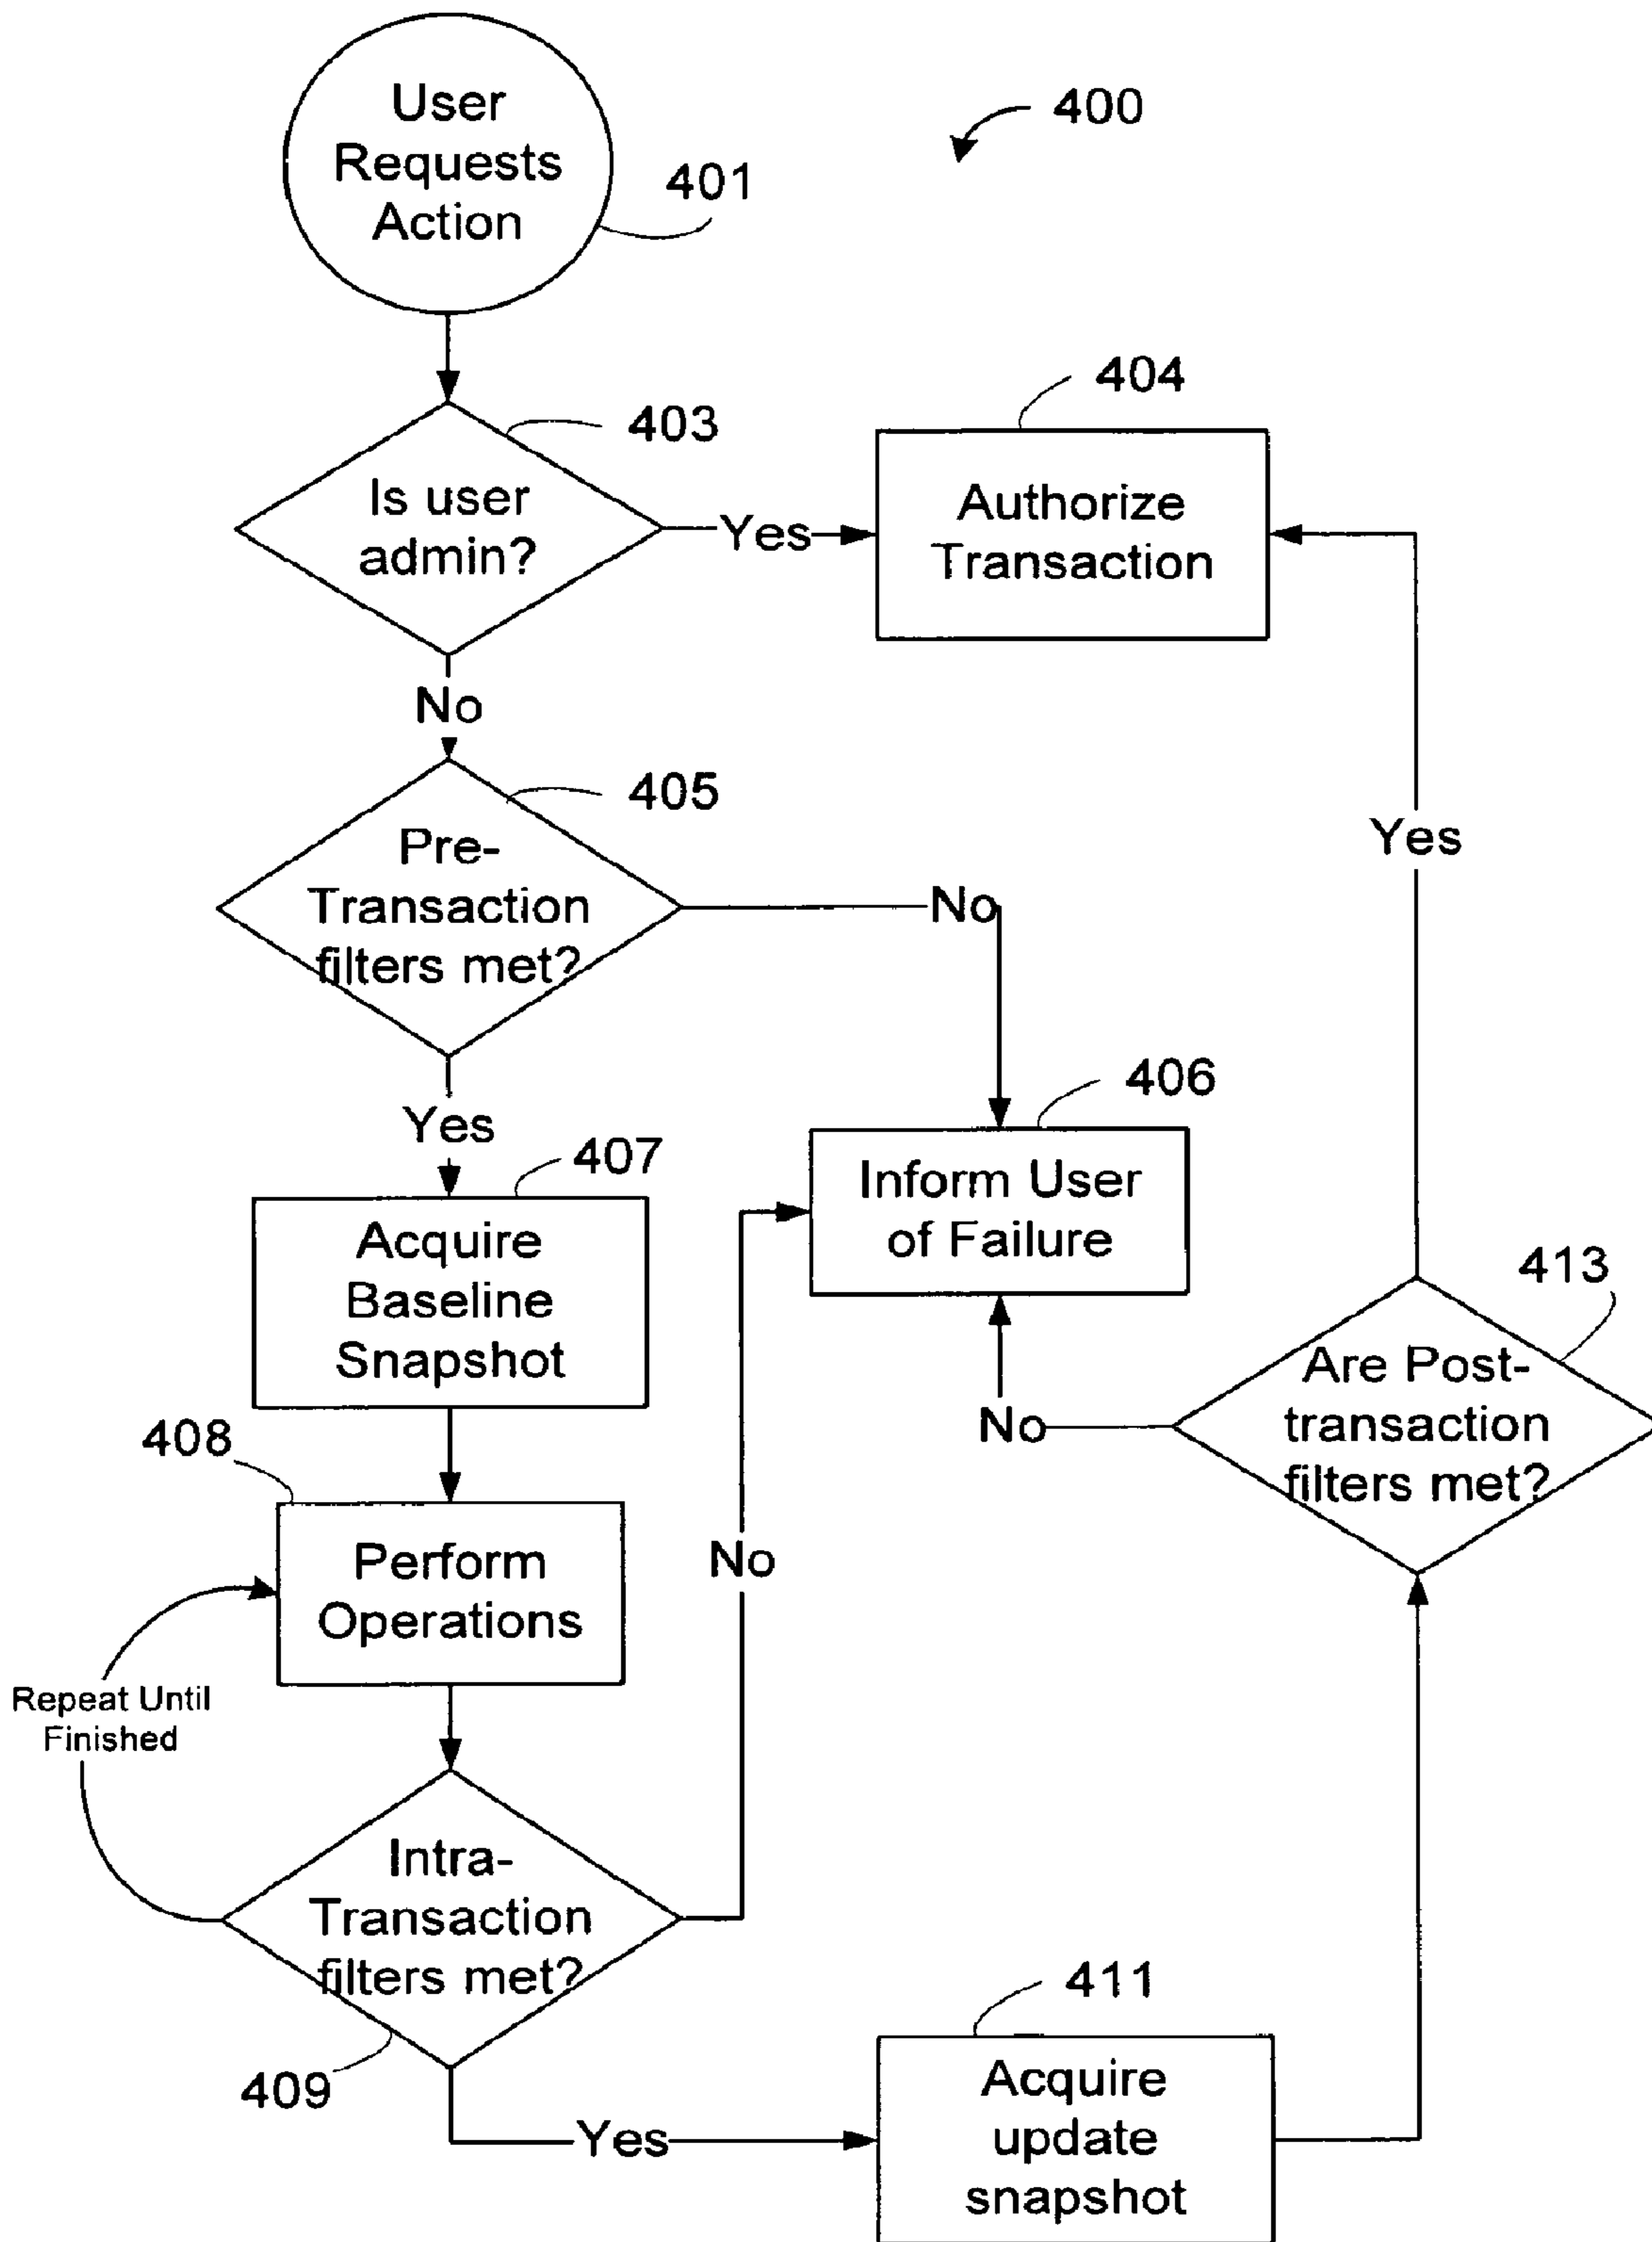 User
Requests
Action
400
401
403
Is user
admin?
Yes
404
Authorize
Transaction
No
405
Pre-
Transaction
filters met?
No
Yes
Yes
406
Inform User
of Failure
407
Acquire
Baseline
Snapshot
413
Are Post-
transaction
filters met?
No
408
Perform
Operations
No
Repeat Until
Finished
Intra-
Transaction
filters met?
409
Yes
411
Acquire
update
snapshot